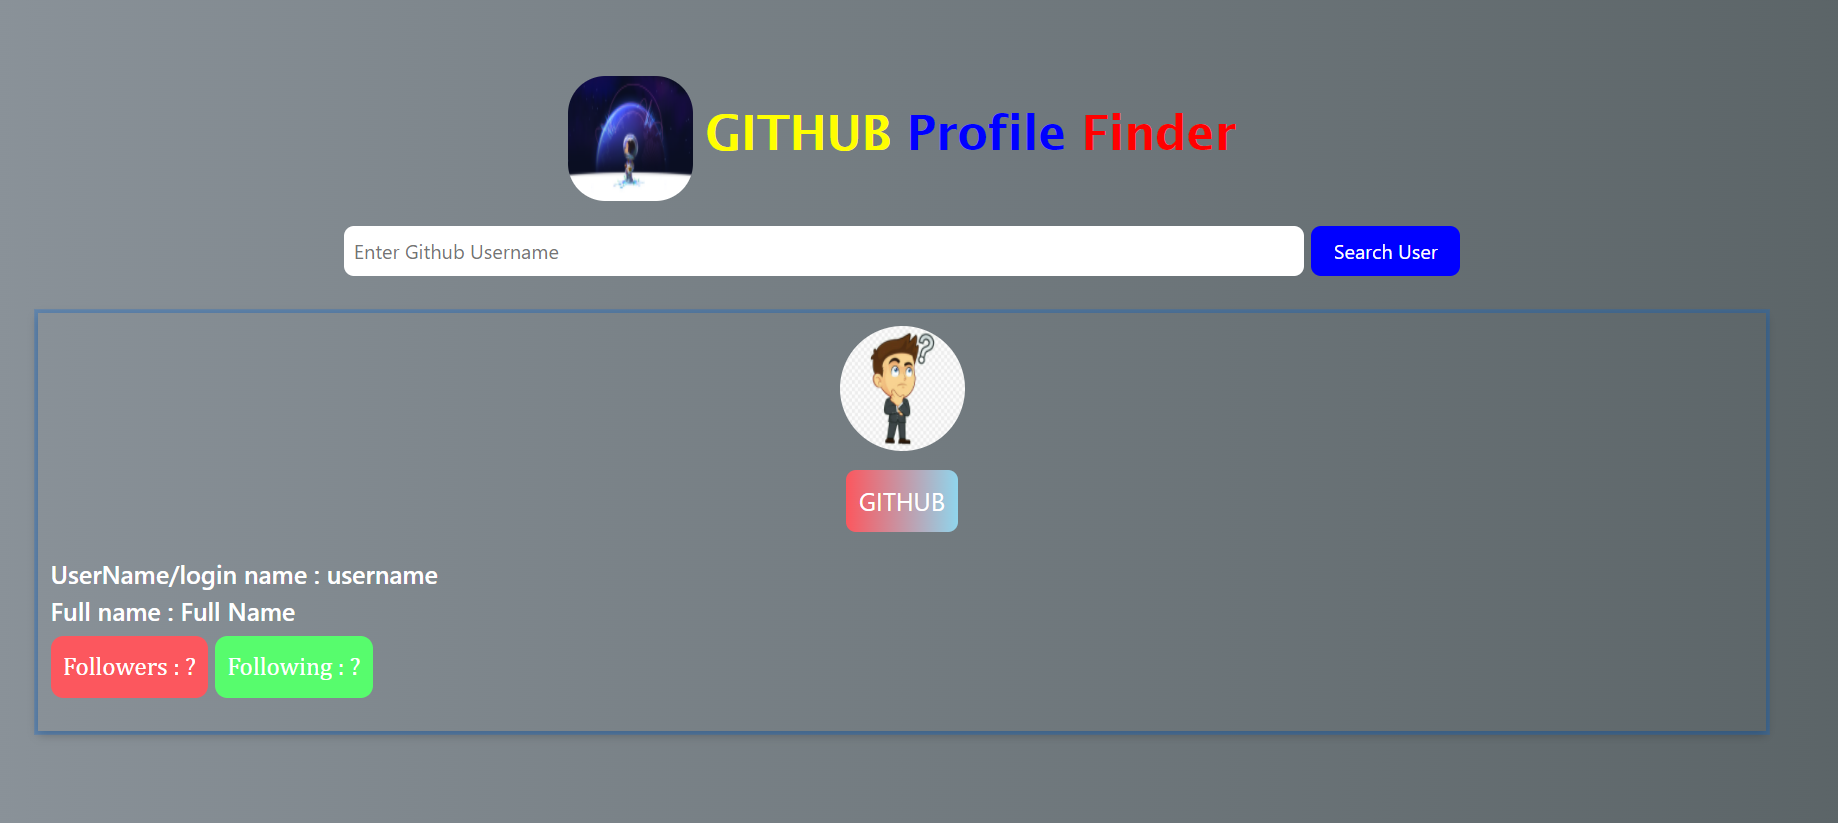 GITHUB Profile Finder
Enter Github Username
Search User
GITHUB
UserName/login name : username
Full name : Full Name
Followers : ?
Following : ?